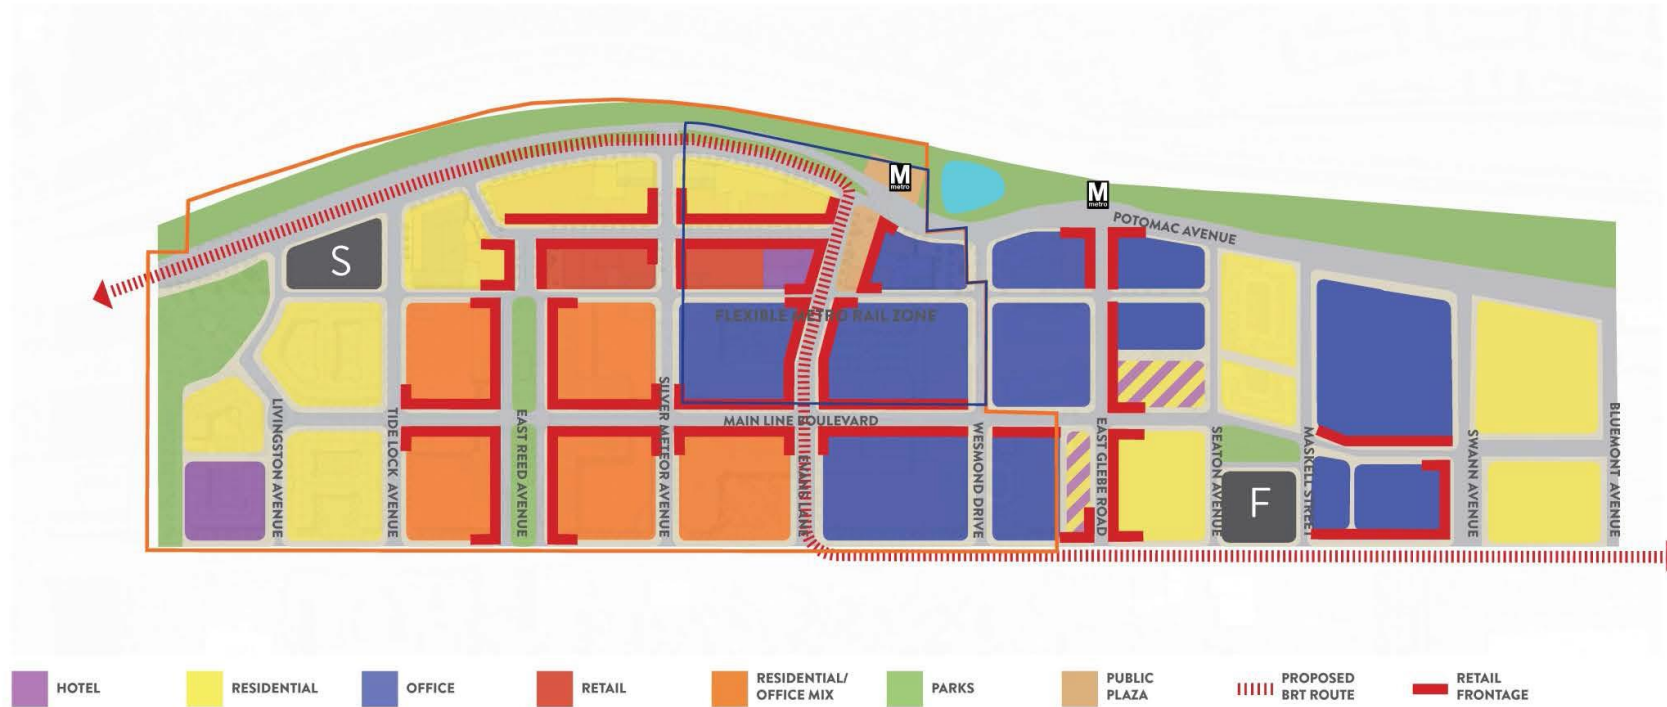 M
metro
M
metro
POTOMAC AVENUE
S
FLEXIBLE METRO RAIL ZONE
MAIN LINE BOULEVARD
LIVINGSTON AVENUE
TIDE LOCK AVENUE
EAST REED AVENUE
SILVER METEOR AVENUE
EVANS LANE
WESMOND DRIVE
EAST GLEBE ROAD
SEATON AVENUE
MASKELL STREET
SWANN AVENUE
BLUEMONT AVENUE
F
HOTEL
RESIDENTIAL
OFFICE
RETAIL
RESIDENTIAL/
OFFICE MIX
PARKS
PUBLIC
PLAZA
PROPOSED
BRT ROUTE
RETAIL
FRONTAGE